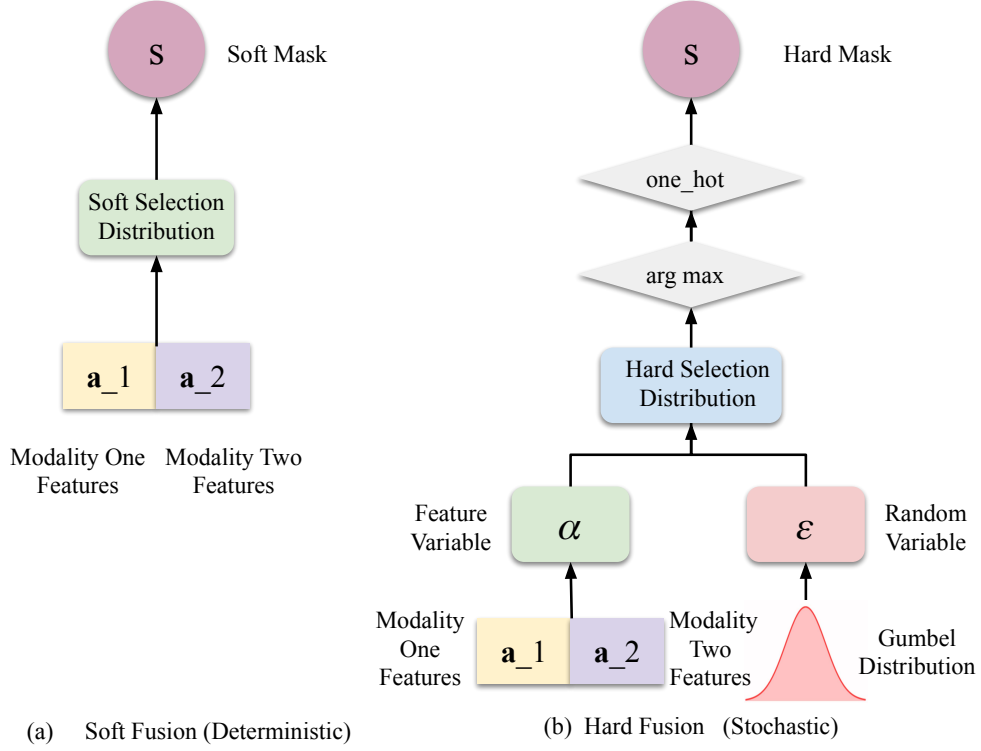 s
Soft Mask
Soft Selection
Distribution
a_1
a_2
Modality One
Features
Modality Two
Features
(a) Soft Fusion (Deterministic)
s
Hard Mask
one_hot
arg max
Hard Selection
Distribution
Feature
Variable
α
ε
Random
Variable
Modality
One
Features
a_1
a_2
Modality
Two
Features
Gumbel
Distribution
(b) Hard Fusion (Stochastic)